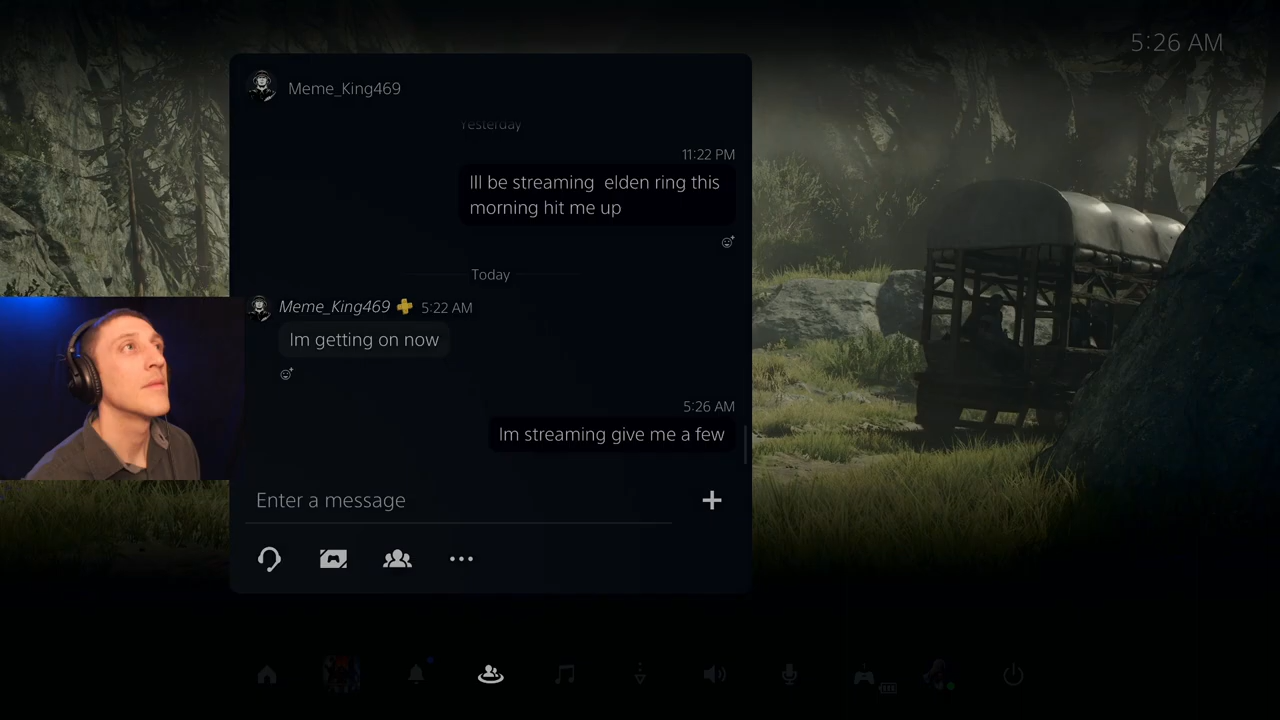 5:26 AM
Meme_King469
Yesterday
11:22 PM
Ill be streaming  elden ring this
morning hit me up
Today
Meme_King469 5:22 AM
Im getting on now
5:26 AM
Im streaming give me a few
Enter a message